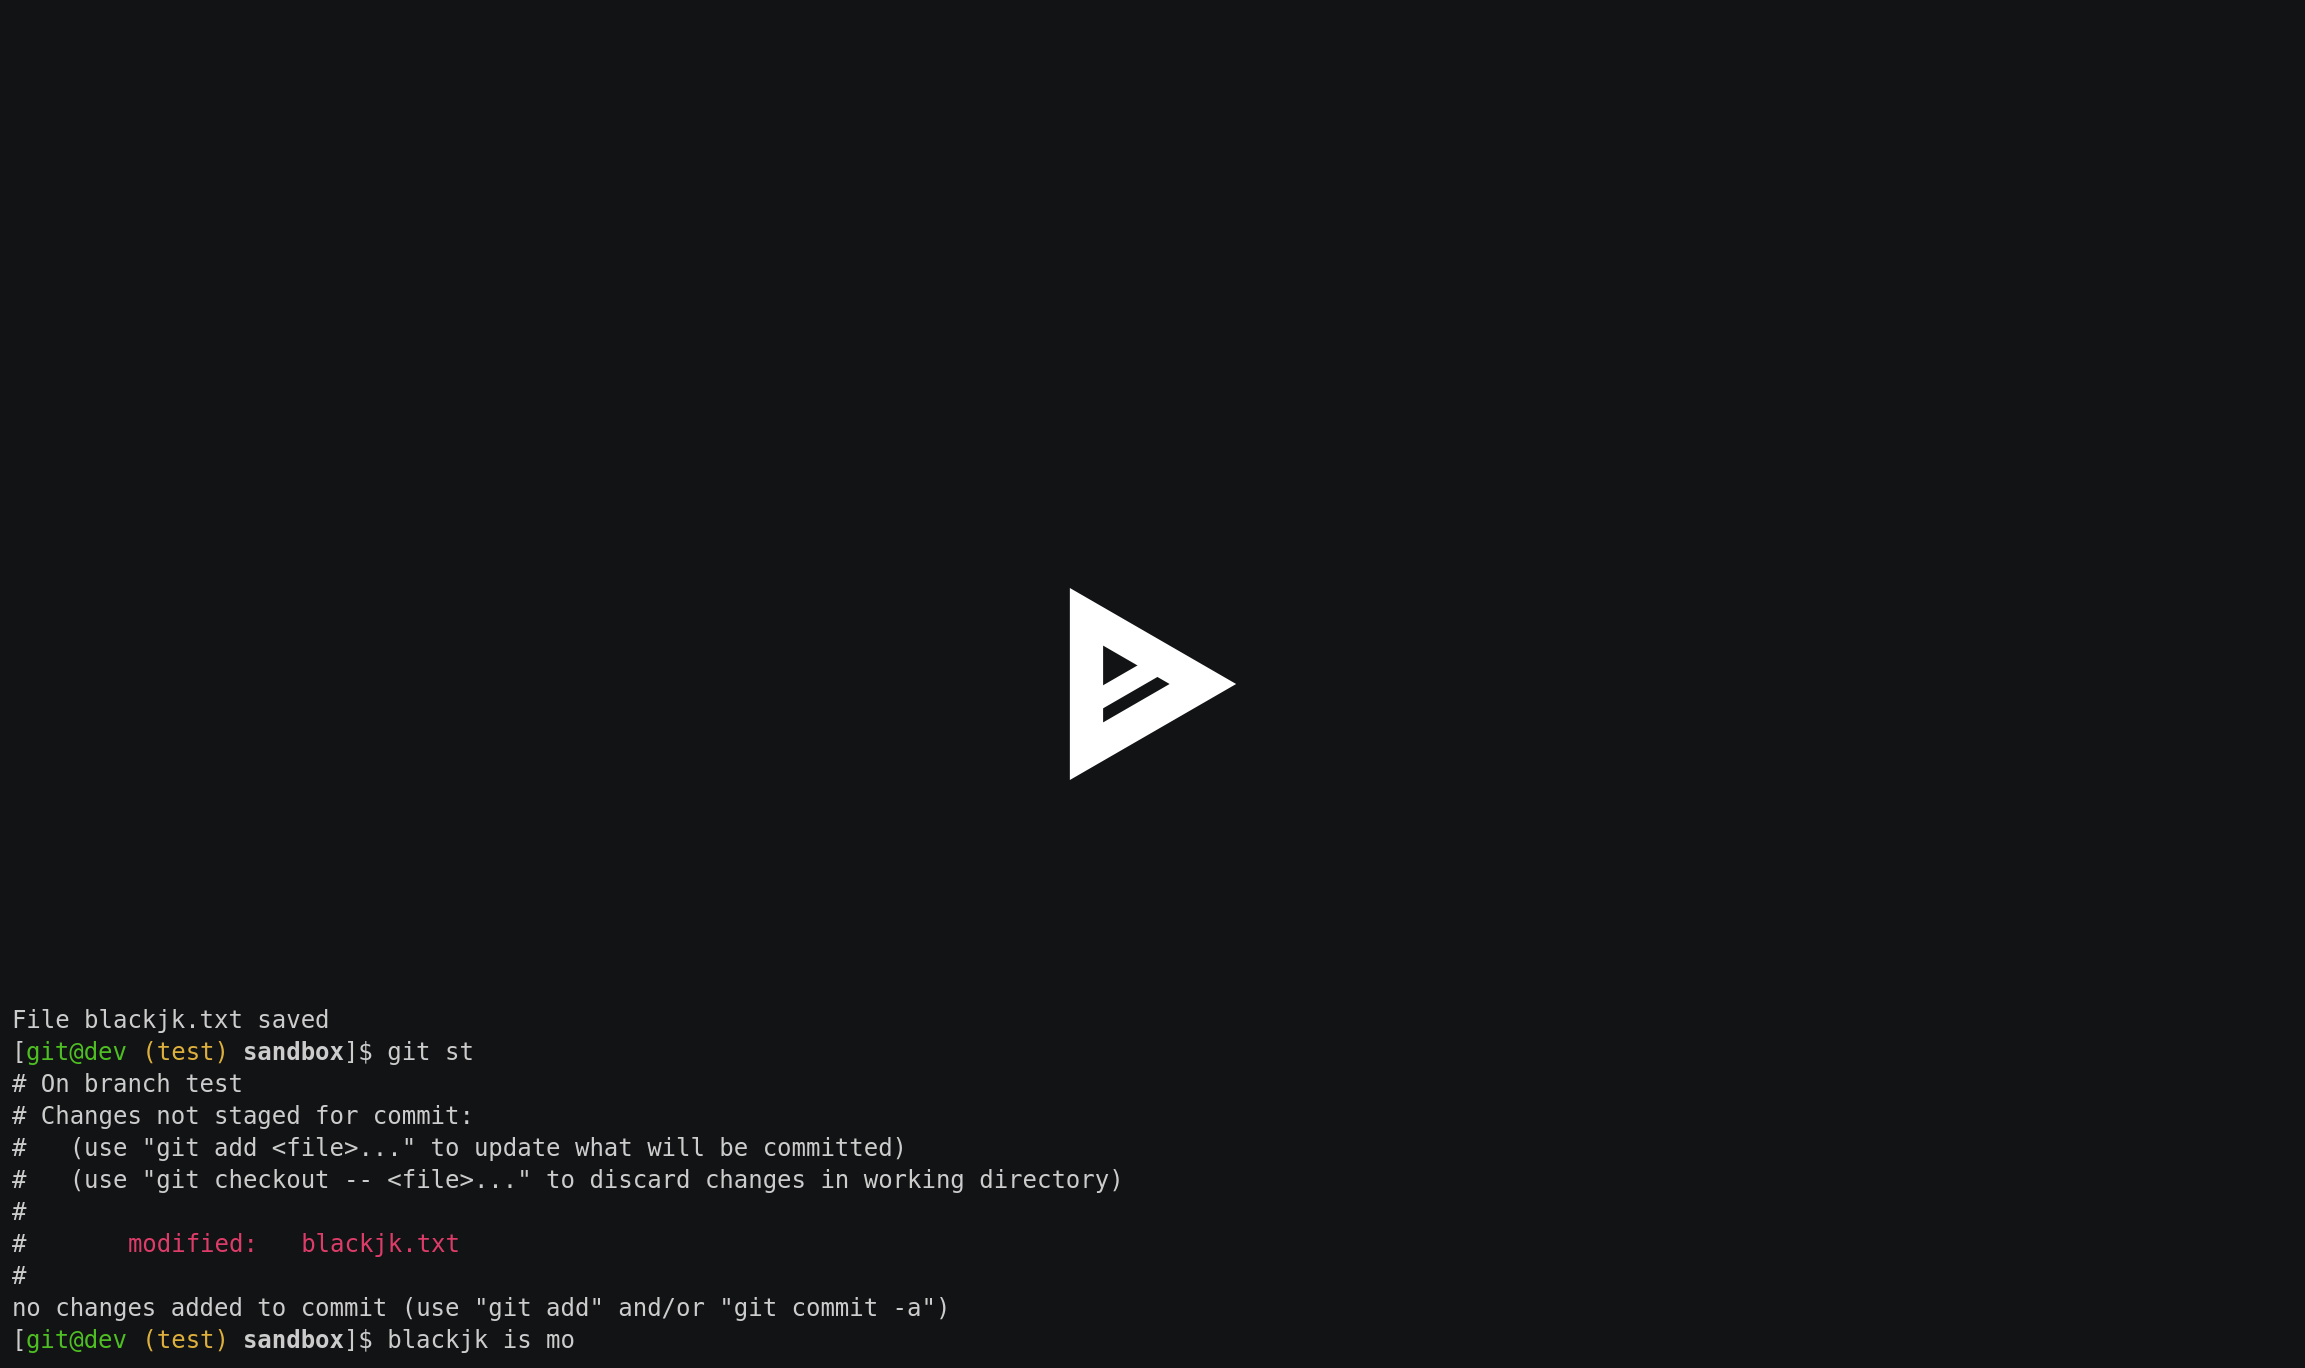 File blackjk.txt saved
[git@dev (test) sandbox]$ git st
# On branch test
# Changes not staged for commit:
#   (use "git add <file>..." to update what will be committed)
#   (use "git checkout -- <file>..." to discard changes in working directory)
#
#       modified:   blackjk.txt
#
no changes added to commit (use "git add" and/or "git commit -a")
[git@dev (test) sandbox]$ blackjk is mo